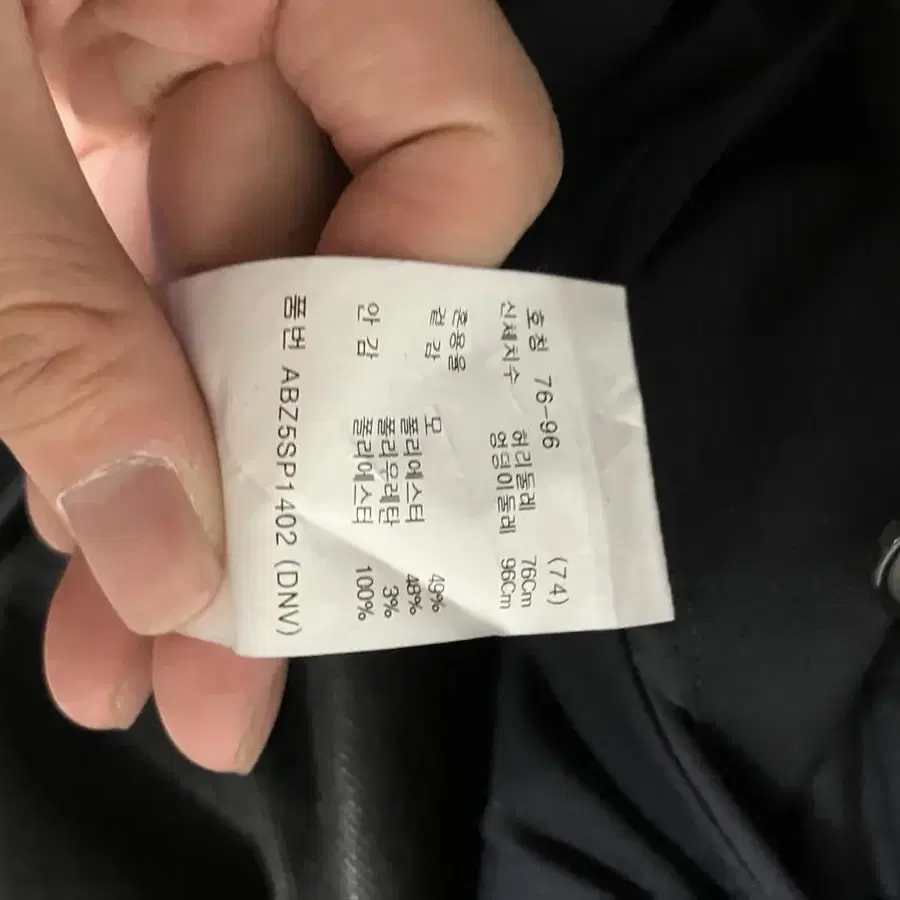 호칭 76-96 (74)
신체치수 허리둘레 76Cm
엉덩이둘레 96Cm
혼용율
겉감 모 49%
폴리에스터 48%
폴리우레탄 3%
안감 폴리에스터 100%
품번 ABZ5SP1402 (DNV)